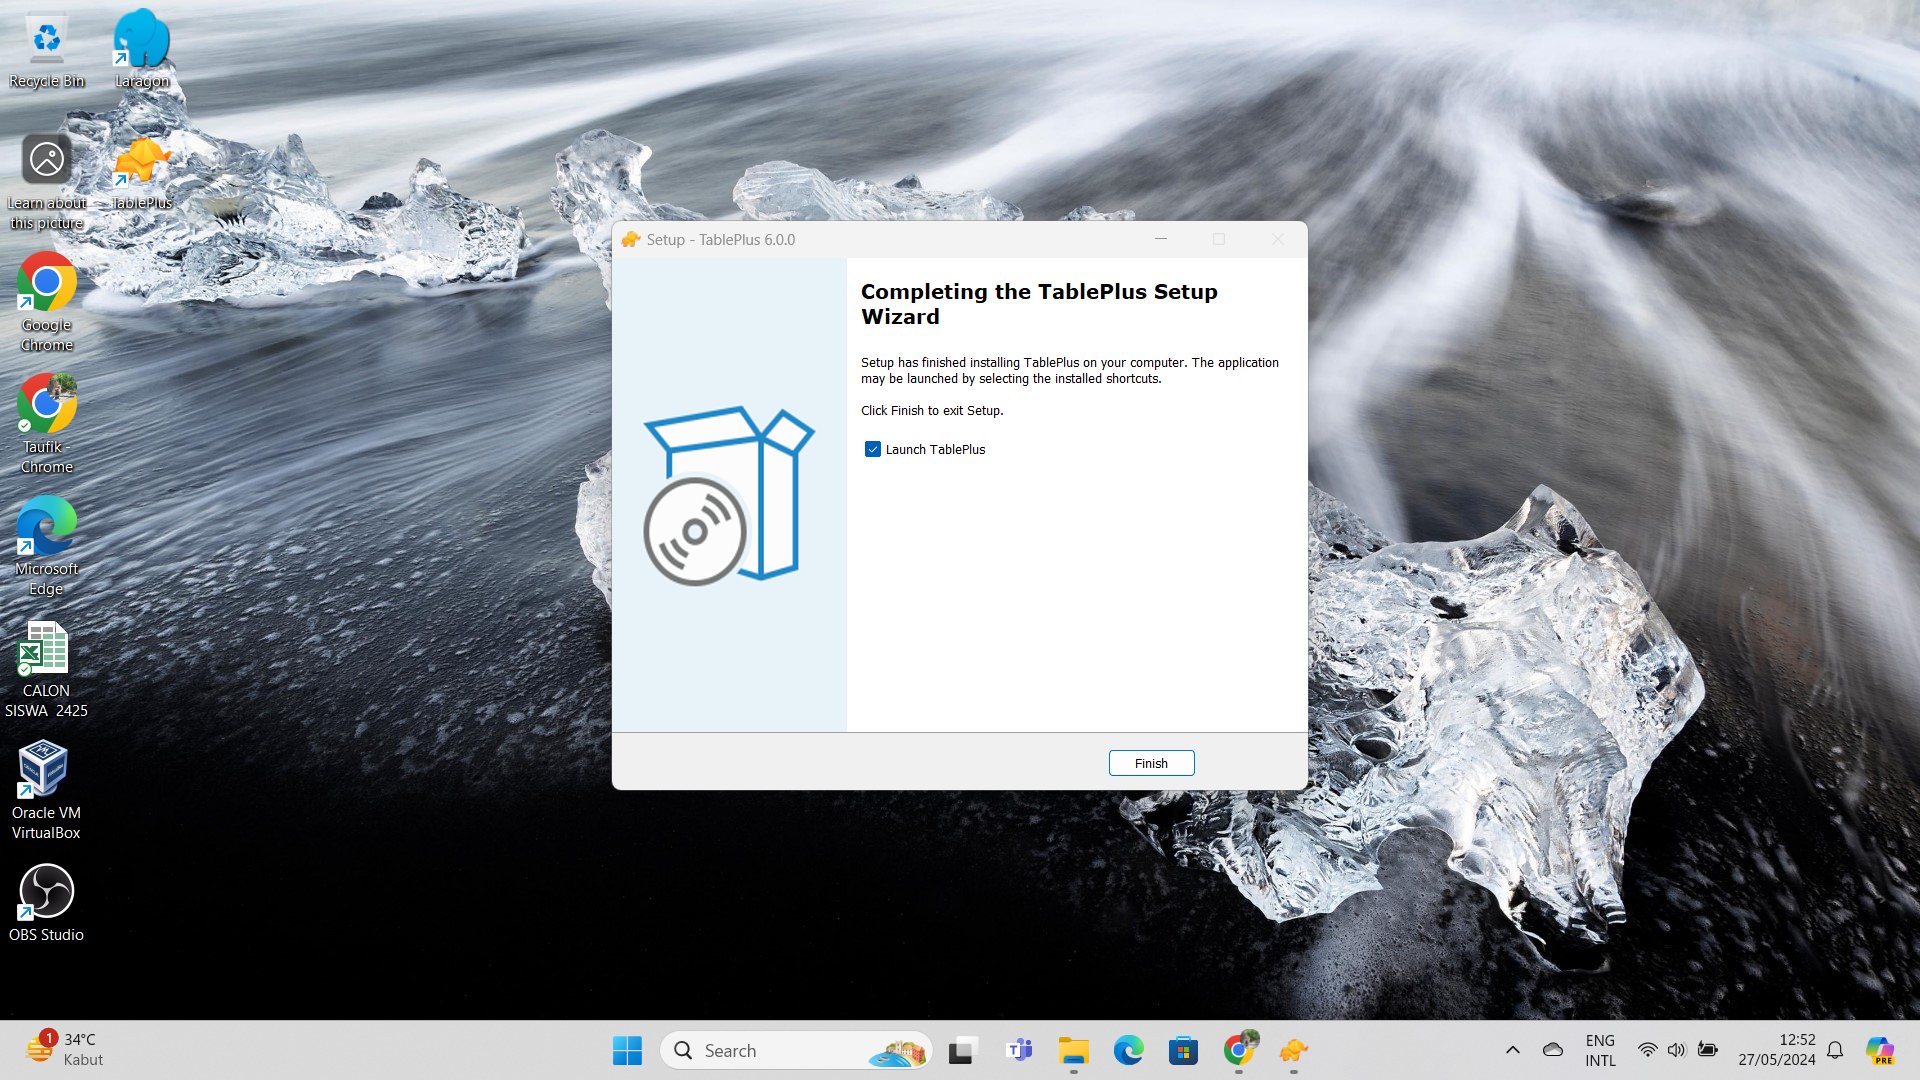 Recycle Bin
Laragon
Learn about
this picture
TablePlus
Google
Chrome
Taufik -
Chrome
Microsoft
Edge
CALON
SISWA 2425
Oracle VM
VirtualBox
OBS Studio
Setup - TablePlus 6.0.0
Completing the TablePlus Setup
Wizard
Setup has finished installing TablePlus on your computer. The application
may be launched by selecting the installed shortcuts.
Click Finish to exit Setup.
Launch TablePlus
Finish
1
34°C
Kabut
Search
ENG
INTL
12:52
27/05/2024
PRE